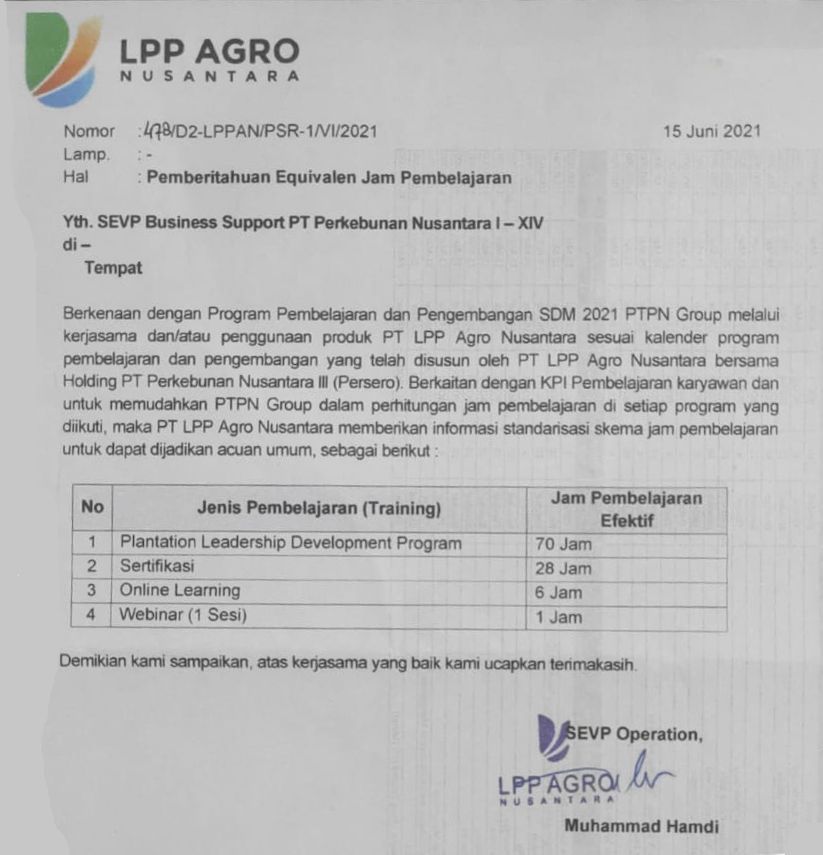 LPP AGRO
NUSANTARA
Nomor : 478/D2-LPPAN/PSR-1/VI/2021 15 Juni 2021
Lamp. : -
Hal : Pemberitahuan Equivalen Jam Pembelajaran
Yth. SEVP Business Support PT Perkebunan Nusantara I – XIV
di –
Tempat
Berkenaan dengan Program Pembelajaran dan Pengembangan SDM 2021 PTPN Group melalui
kerjasama dan/atau penggunaan produk PT LPP Agro Nusantara sesuai kalender program
pembelajaran dan pengembangan yang telah disusun oleh PT LPP Agro Nusantara bersama
Holding PT Perkebunan Nusantara III (Persero). Berkaitan dengan KPI Pembelajaran karyawan dan
untuk memudahkan PTPN Group dalam perhitungan jam pembelajaran di setiap program yang
diikuti, maka PT LPP Agro Nusantara memberikan informasi standarisasi skema jam pembelajaran
untuk dapat dijadikan acuan umum, sebagai berikut :
No Jenis Pembelajaran (Training) Jam Pembelajaran
Efektif
1 Plantation Leadership Development Program 70 Jam
2 Sertifikasi 28 Jam
3 Online Learning 6 Jam
4 Webinar (1 Sesi) 1 Jam
Demikian kami sampaikan, atas kerjasama yang baik kami ucapkan terimakasih.
SEVP Operation,
LPP AGRO
NUSANTARA
Muhammad Hamdi